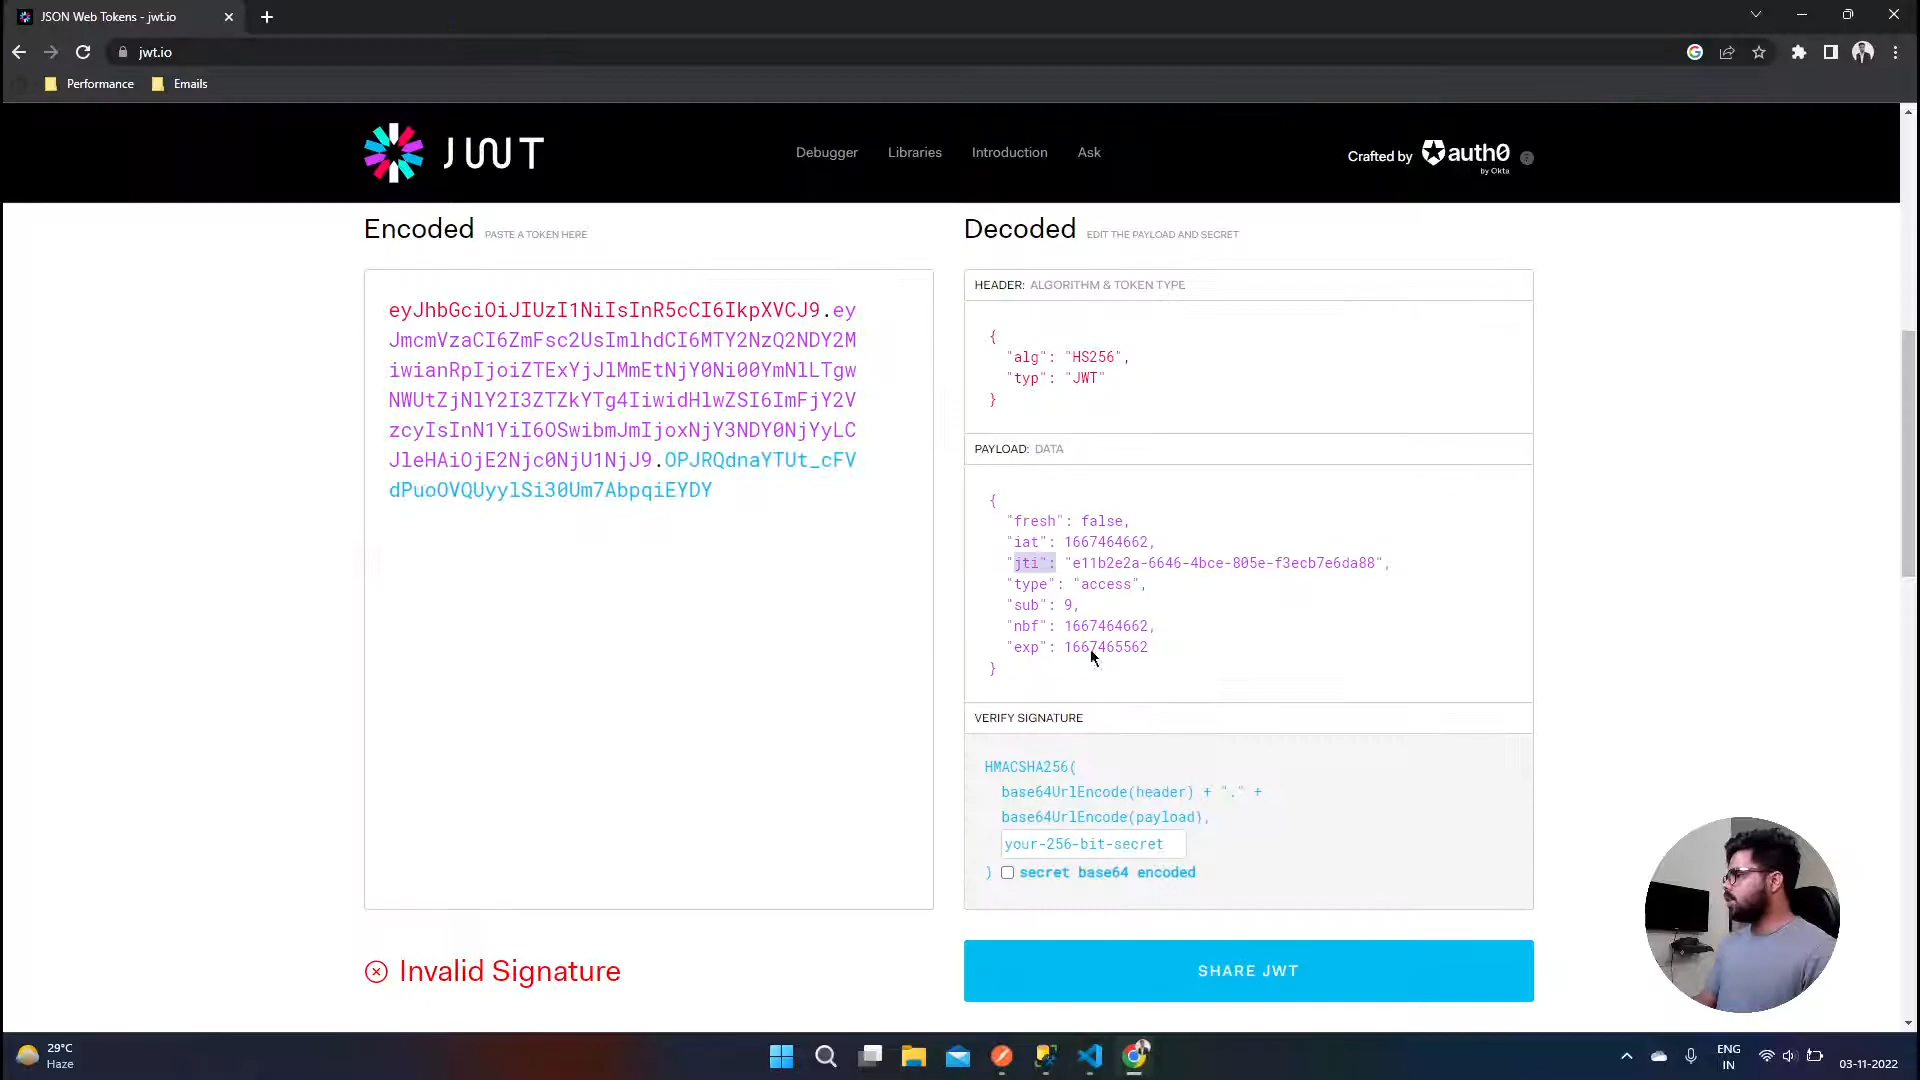 JSON Web Tokens - jwt.io
jwt.io
Performance
Emails
JWT
Debugger
Libraries
Introduction
Ask
Crafted by
auth0
by Okta
Encoded PASTE A TOKEN HERE
eyJhbGciOiJIUzI1NiIsInR5cCI6IkpXVCJ9.ey
JmcmVzaCI6ZmFsc2UsImlhdCI6MTY2NzQ2NDY2M
iwianRpIjoiZTExYjJlMmEtNjY0Ni00YmNlLTgw
NWUtZjNlY2I3ZTZkYTg4IiwidHlwZSI6ImFjY2V
zcyIsInN1YiI6OSwibmJmIjoxNjY3NDY0NjYyLC
JleHAiOjE2Njc0NjU1NjJ9.OPJRQdnaYTUt_cFV
dPuoOVQUyylSi30Um7AbpqiEYDY
Decoded EDIT THE PAYLOAD AND SECRET
HEADER: ALGORITHM & TOKEN TYPE
{
"alg": "HS256",
"typ": "JWT"
}
PAYLOAD: DATA
{
"fresh": false,
"iat": 1667464662,
"jti": "e11b2e2a-6646-4bce-805e-f3ecb7e6da88",
"type": "access",
"sub": 9,
"nbf": 1667464662,
"exp": 1667465562
}
VERIFY SIGNATURE
HMACSHA256(
base64UrlEncode(header) + "." +
base64UrlEncode(payload),
your-256-bit-secret
) secret base64 encoded
Invalid Signature
SHARE JWT
29°C
Haze
ENG
IN
03-11-2022